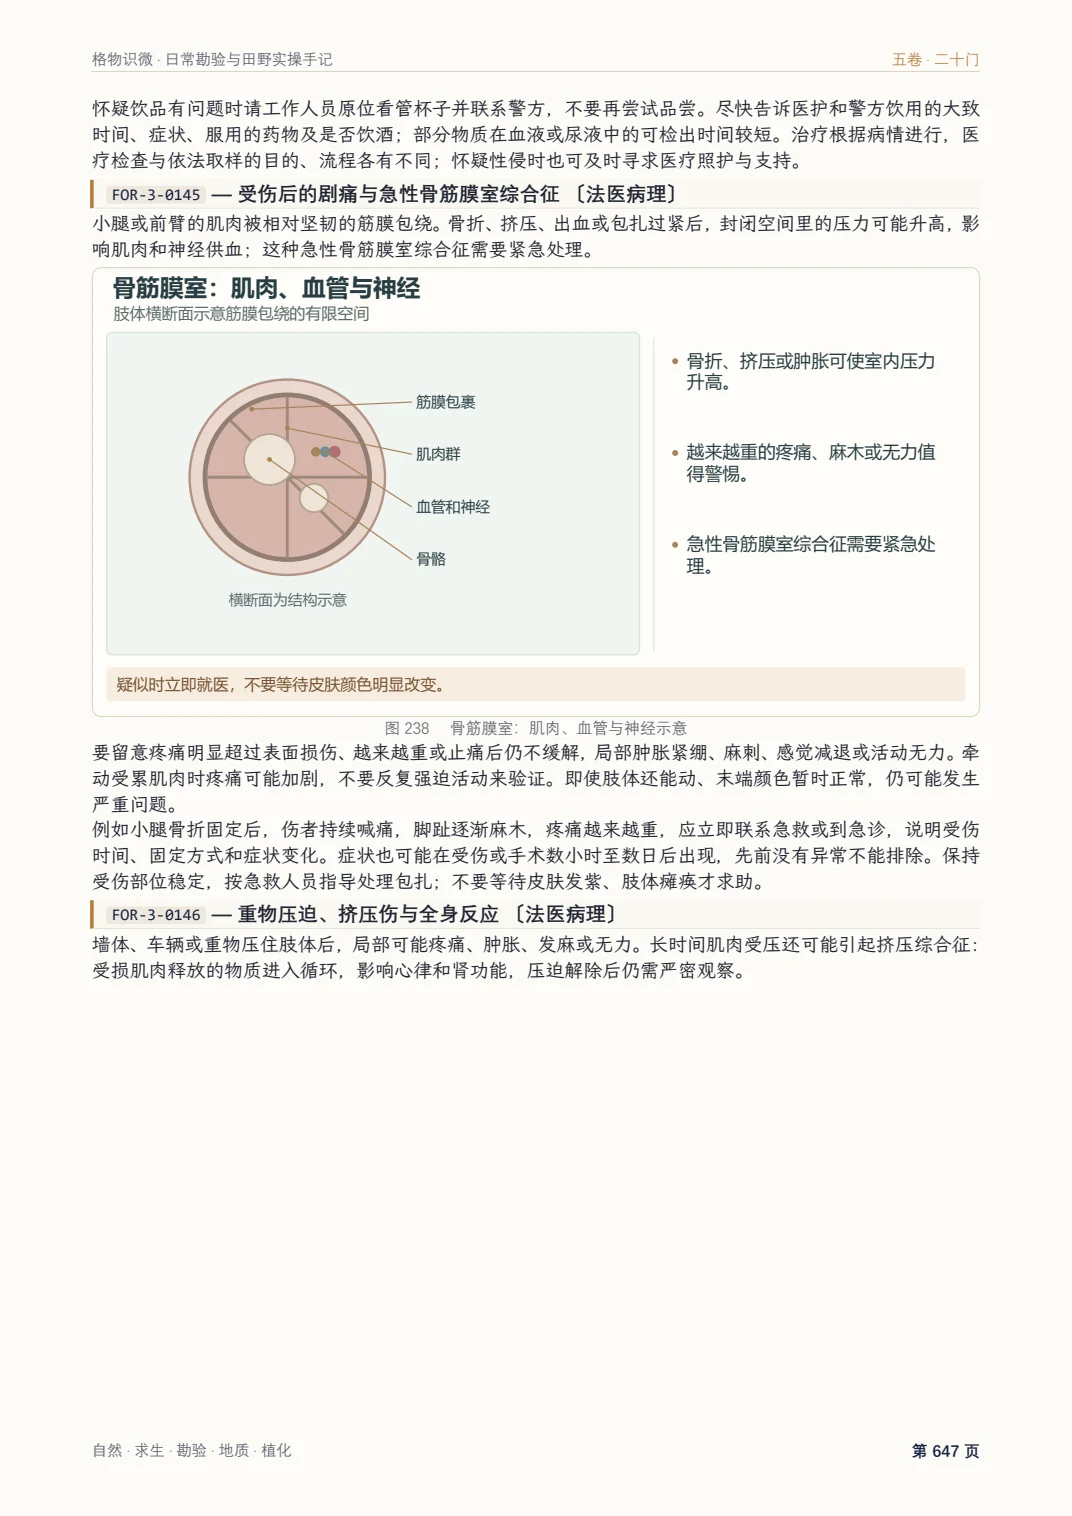 格物识微 · 日常勘验与田野实操手记
五卷 · 二十门
怀疑饮品有问题时请工作人员原位看管杯子并联系警方，不要再尝试品尝。尽快告诉医护和警方饮用的大致
时间、症状、服用的药物及是否饮酒；部分物质在血液或尿液中的可检出时间较短。治疗根据病情进行，医
疗检查与依法取样的目的、流程各有不同；怀疑性侵时也可及时寻求医疗照护与支持。
FOR-3-0145 — 受伤后的剧痛与急性骨筋膜室综合征 〔法医病理〕
小腿或前臂的肌肉被相对坚韧的筋膜包绕。骨折、挤压、出血或包扎过紧后，封闭空间里的压力可能升高，影
响肌肉和神经供血；这种急性骨筋膜室综合征需要紧急处理。
骨筋膜室：肌肉、血管与神经
肢体横断面示意筋膜包绕的有限空间
筋膜包裹
肌肉群
血管和神经
骨骼
横断面为结构示意
骨折、挤压或肿胀可使室内压力
升高。
越来越重的疼痛、麻木或无力值
得警惕。
急性骨筋膜室综合征需要紧急处
理。
疑似时立即就医，不要等待皮肤颜色明显改变。
图 238 骨筋膜室：肌肉、血管与神经示意
要留意疼痛明显超过表面损伤、越来越重或止痛后仍不缓解，局部肿胀紧绷、麻刺、感觉减退或活动无力。牵
动受累肌肉时疼痛可能加剧，不要反复强迫活动来验证。即使肢体还能动、末端颜色暂时正常，仍可能发生
严重问题。
例如小腿骨折固定后，伤者持续喊痛，脚趾逐渐麻木，疼痛越来越重，应立即联系急救或到急诊，说明受伤
时间、固定方式和症状变化。症状也可能在受伤或手术数小时至数日后出现，先前没有异常不能排除。保持
受伤部位稳定，按急救人员指导处理包扎；不要等待皮肤发紫、肢体瘫痪才求助。
FOR-3-0146 — 重物压迫、挤压伤与全身反应 〔法医病理〕
墙体、车辆或重物压住肢体后，局部可能疼痛、肿胀、发麻或无力。长时间肌肉受压还可能引起挤压综合征：
受损肌肉释放的物质进入循环，影响心律和肾功能，压迫解除后仍需严密观察。
自然 · 求生 · 勘验 · 地质 · 植化
第 647 页